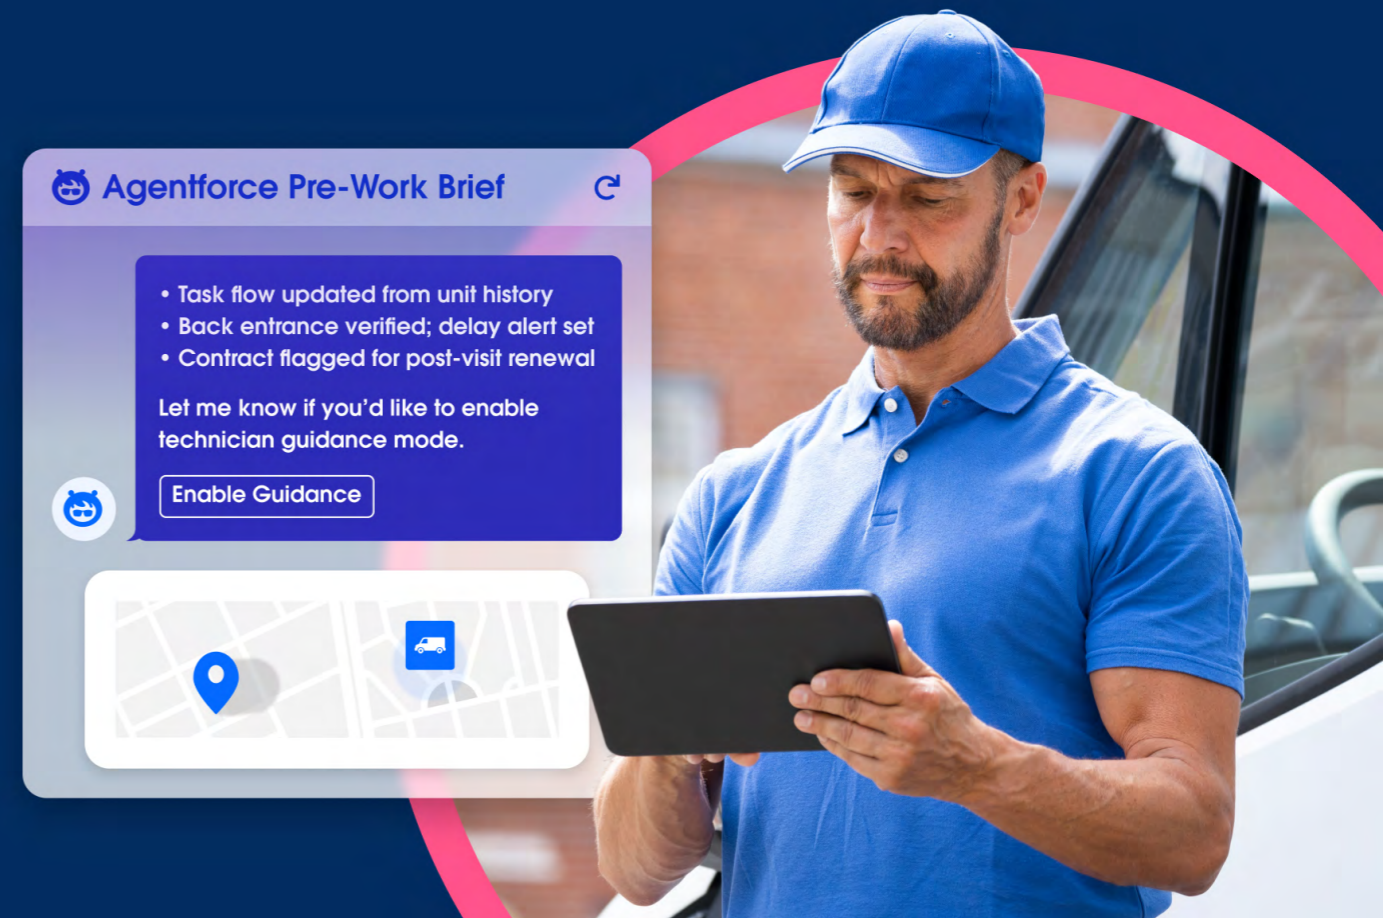 Agentforce Pre-Work Brief
• Task flow updated from unit history
• Back entrance verified; delay alert set
• Contract flagged for post-visit renewal
Let me know if you’d like to enable
technician guidance mode.
Enable Guidance